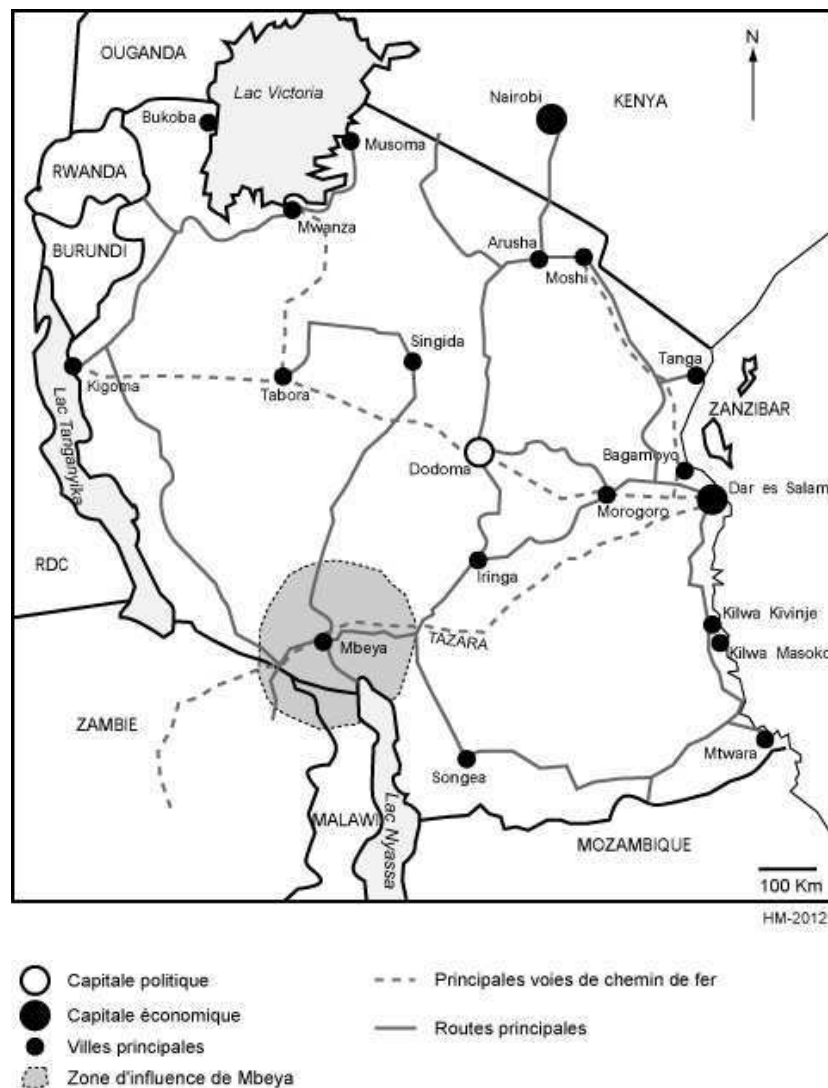 OUGANDA
Lac Victoria
N
Nairobi
KENYA
Bukoba
Musoma
RWANDA
Mwanza
BURUNDI
Arusha
Moshi
Singida
Tanga
Kigoma
Tabora
ZANZIBAR
Lac Tanganyika
Dodoma
Bagamoyo
Dar es Salam
Morogoro
RDC
Iringa
TAZARA
Mbeya
Kilwa Kivinje
Kilwa Masoko
ZAMBIE
Songea
Mtwara
MALAWI
Lac Nyassa
MOZAMBIQUE
100 Km
HM-2012
Capitale politique
Principales voies de chemin de fer
Capitale économique
Routes principales
Villes principales
Zone d'influence de Mbeya